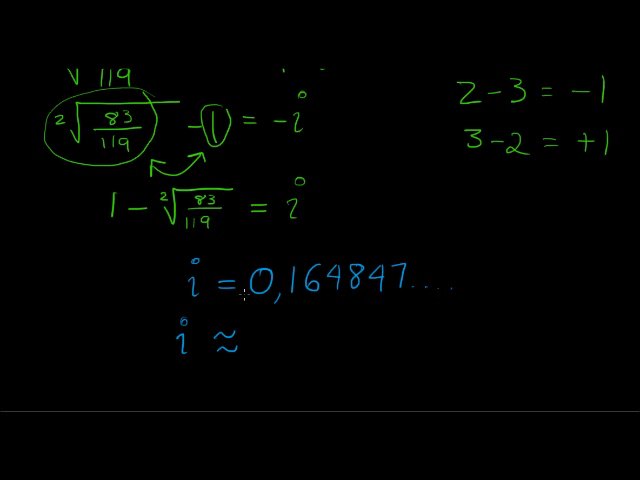 √119
²√(83/119) - 1 = -i
1 - ²√(83/119) = i
i = 0,164847....
i ≈
2 - 3 = -1
3 - 2 = +1